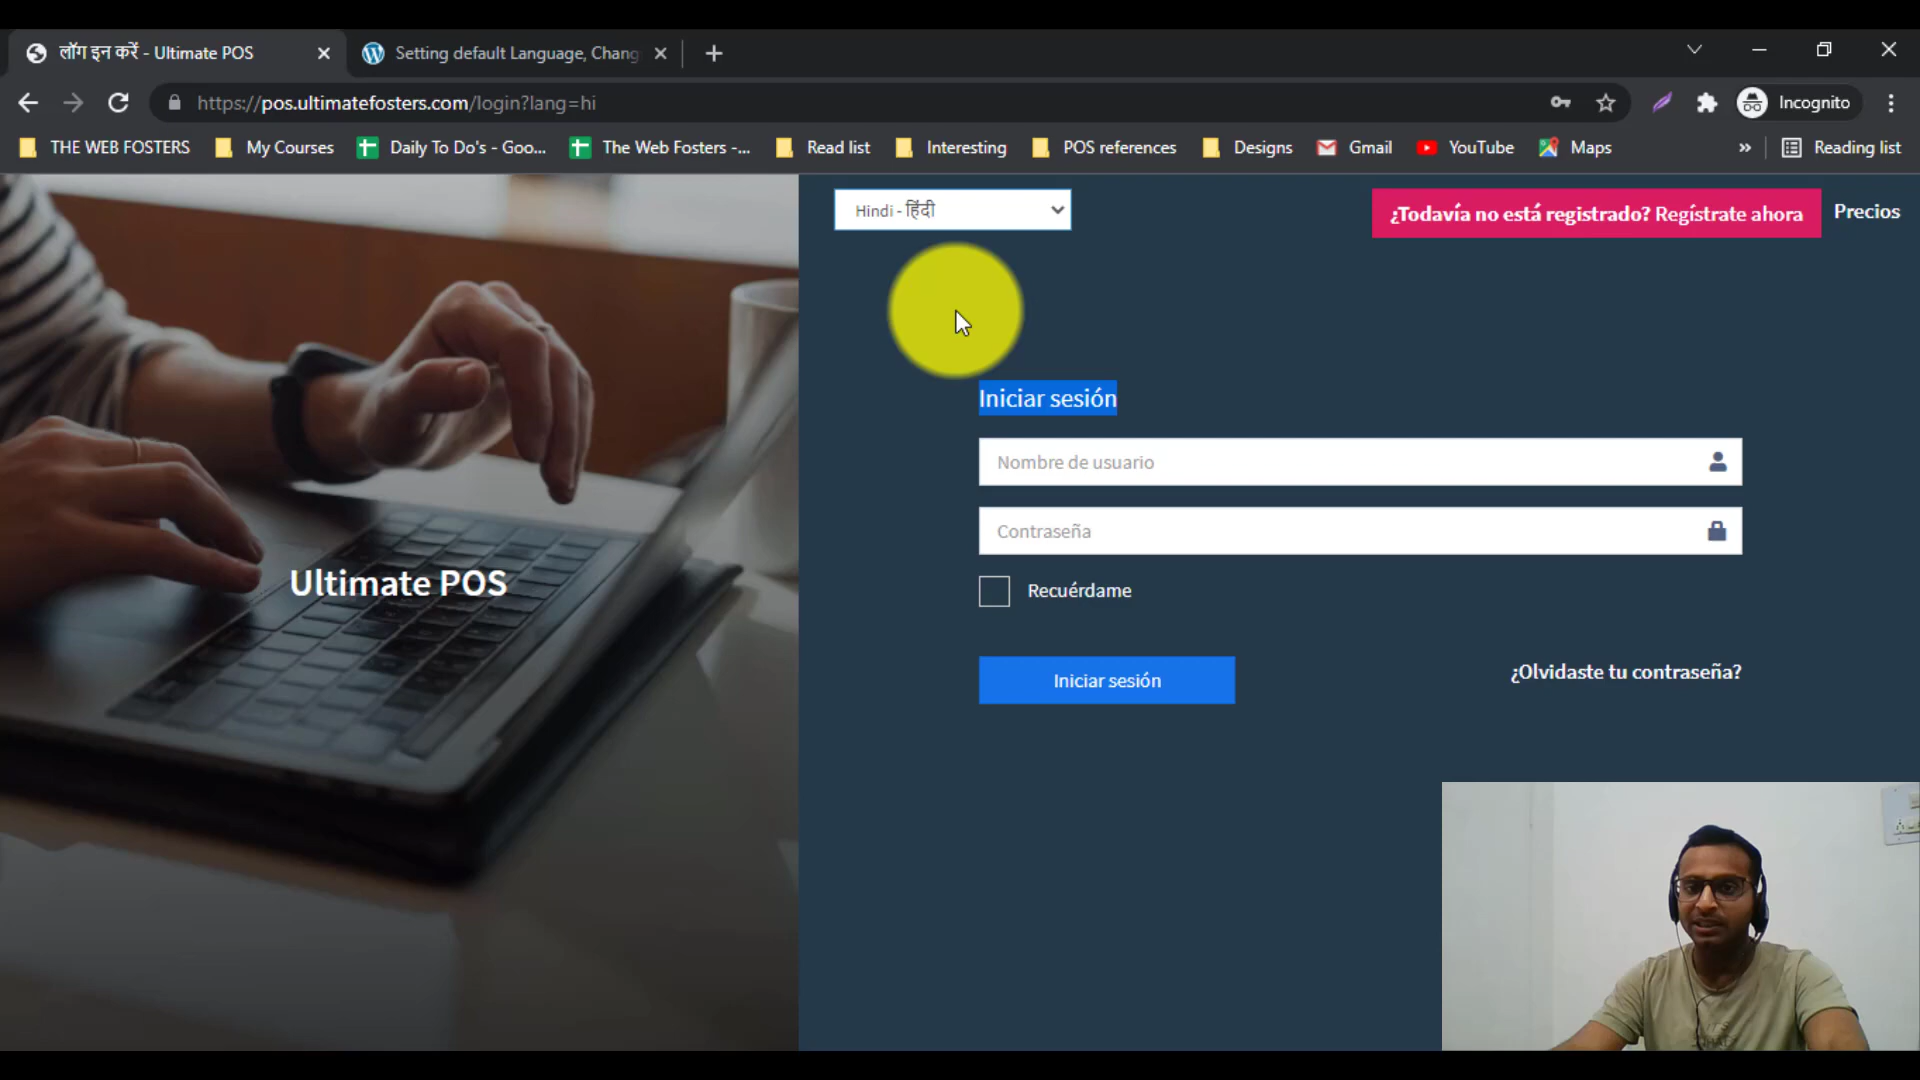 लॉग इन करें - Ultimate POS
Setting default Language, Chang
https://pos.ultimatefosters.com/login?lang=hi
Incognito
THE WEB FOSTERS
My Courses
Daily To Do's - Goo...
The Web Fosters -...
Read list
Interesting
POS references
Designs
Gmail
YouTube
Maps
»
Reading list
Hindi - हिंदी
¿Todavía no está registrado? Regístrate ahora
Precios
Iniciar sesión
Nombre de usuario
Contraseña
Recuérdame
Iniciar sesión
¿Olvidaste tu contraseña?
Ultimate POS